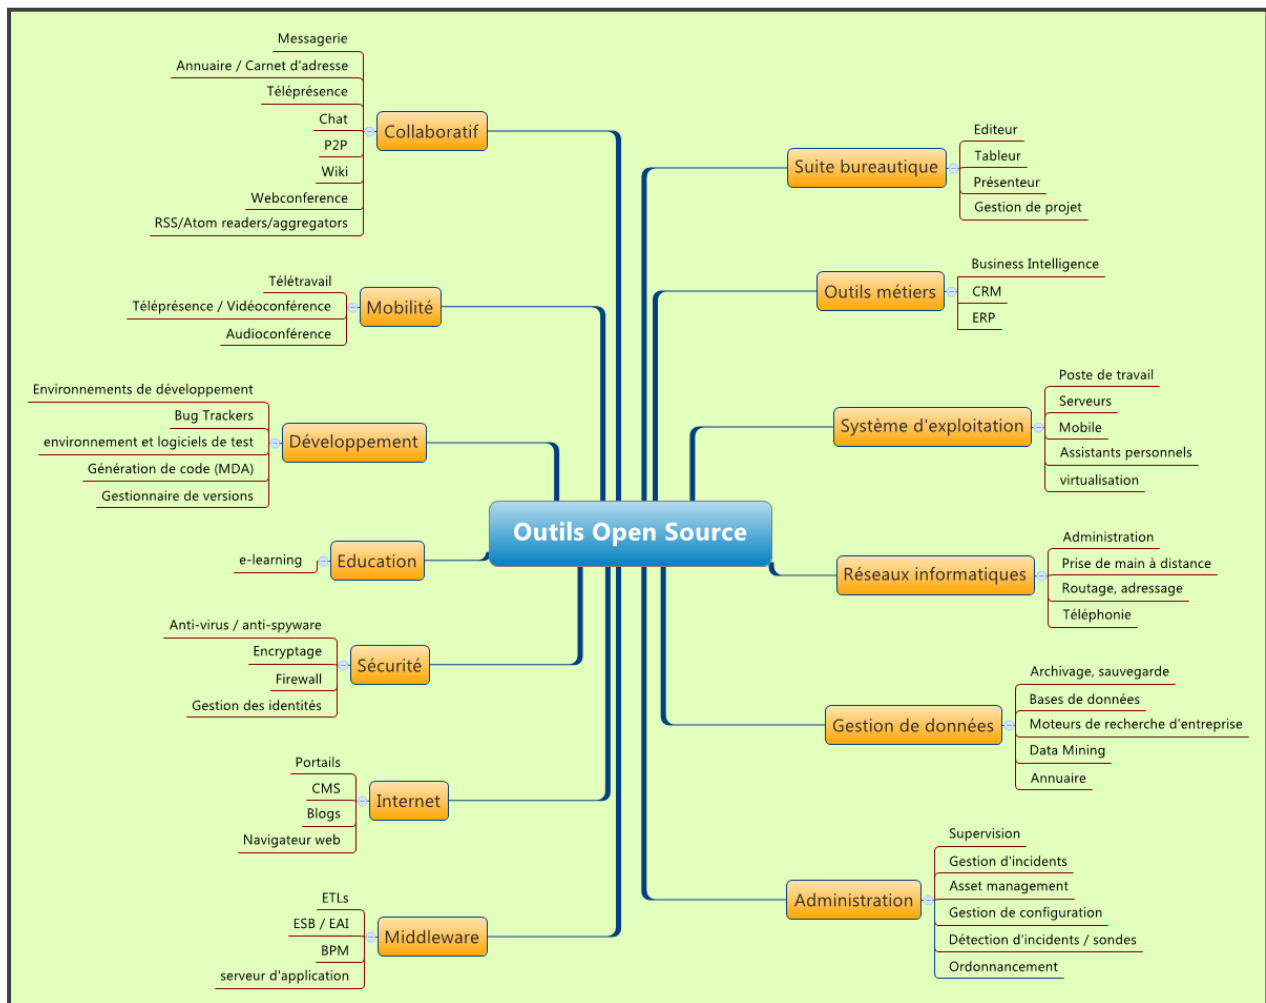 Outils Open Source
Collaboratif
Messagerie
Annuaire / Carnet d'adresse
Téléprésence
Chat
P2P
Wiki
Webconference
RSS/Atom readers/aggregators
Mobilité
Télétravail
Téléprésence / Vidéoconférence
Audioconférence
Développement
Environnements de développement
Bug Trackers
environnement et logiciels de test
Génération de code (MDA)
Gestionnaire de versions
Education
e-learning
Sécurité
Anti-virus / anti-spyware
Encryptage
Firewall
Gestion des identités
Internet
Portails
CMS
Blogs
Navigateur web
Middleware
ETLs
ESB / EAI
BPM
serveur d'application
Suite bureautique
Editeur
Tableur
Présenteur
Gestion de projet
Outils métiers
Business Intelligence
CRM
ERP
Système d'exploitation
Poste de travail
Serveurs
Mobile
Assistants personnels
virtualisation
Réseaux informatiques
Administration
Prise de main à distance
Routage, adressage
Téléphonie
Gestion de données
Archivage, sauvegarde
Bases de données
Moteurs de recherche d'entreprise
Data Mining
Annuaire
Administration
Supervision
Gestion d'incidents
Asset management
Gestion de configuration
Détection d'incidents / sondes
Ordonnancement